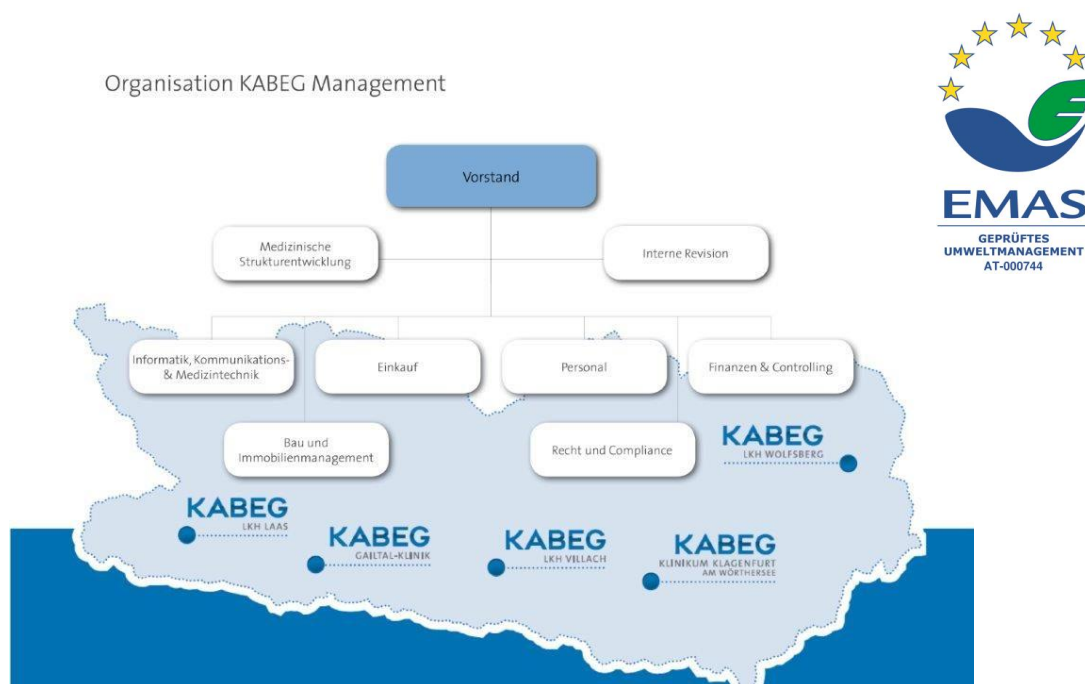 Organisation KABEG Management
Vorstand
Medizinische
Strukturentwicklung
Interne Revision
Informatik, Kommunikations-
& Medizintechnik
Einkauf
Personal
Finanzen & Controlling
Bau und
Immobilienmanagement
Recht und Compliance
KABEG
LKH WOLFSBERG
KABEG
LKH LAAS
KABEG
GAILTAL-KLINIK
KABEG
LKH VILLACH
KABEG
KLINIKUM KLAGENFURT
AM WÖRTHERSEE
EMAS
GEPRÜFTES
UMWELTMANAGEMENT
AT-000744